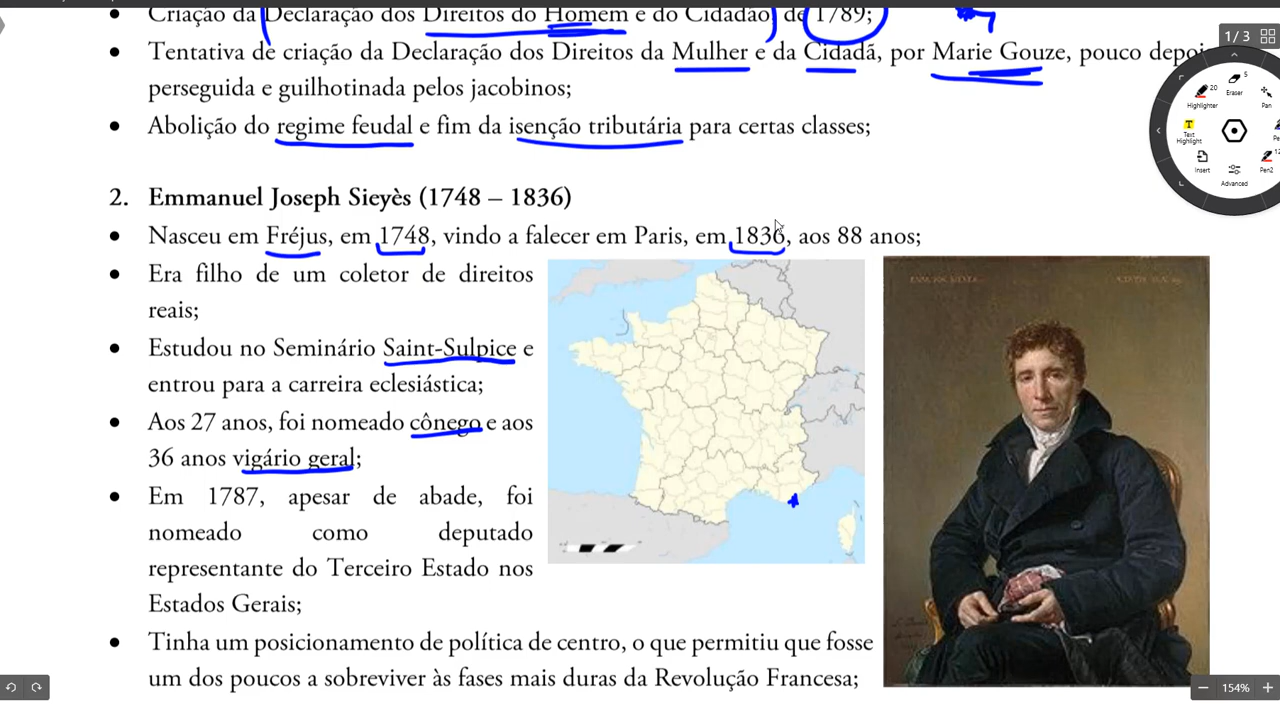 Criação da Declaração dos Direitos do Homem e do Cidadão, de 1789;
1 / 3
Tentativa de criação da Declaração dos Direitos da Mulher e da Cidadã, por Marie Gouze, pouco
perseguida e guilhotinada pelos jacobinos;
Abolição do regime feudal e fim da isenção tributária para certas classes;
20
Highlighter
5
Eraser
Pan
Text
Highlight
Insert
Advanced
Pen2
2. Emmanuel Joseph Sieyès (1748 – 1836)
Nasceu em Fréjus, em 1748, vindo a falecer em Paris, em 1836, aos 88 anos;
Era filho de um coletor de direitos
reais;
Estudou no Seminário Saint-Sulpice e
entrou para a carreira eclesiástica;
Aos 27 anos, foi nomeado cônego e aos
36 anos vigário geral;
Em 1787, apesar de abade, foi
nomeado como deputado
representante do Terceiro Estado nos
Estados Gerais;
Tinha um posicionamento de política de centro, o que permitiu que fosse
um dos poucos a sobreviver às fases mais duras da Revolução Francesa;
154%